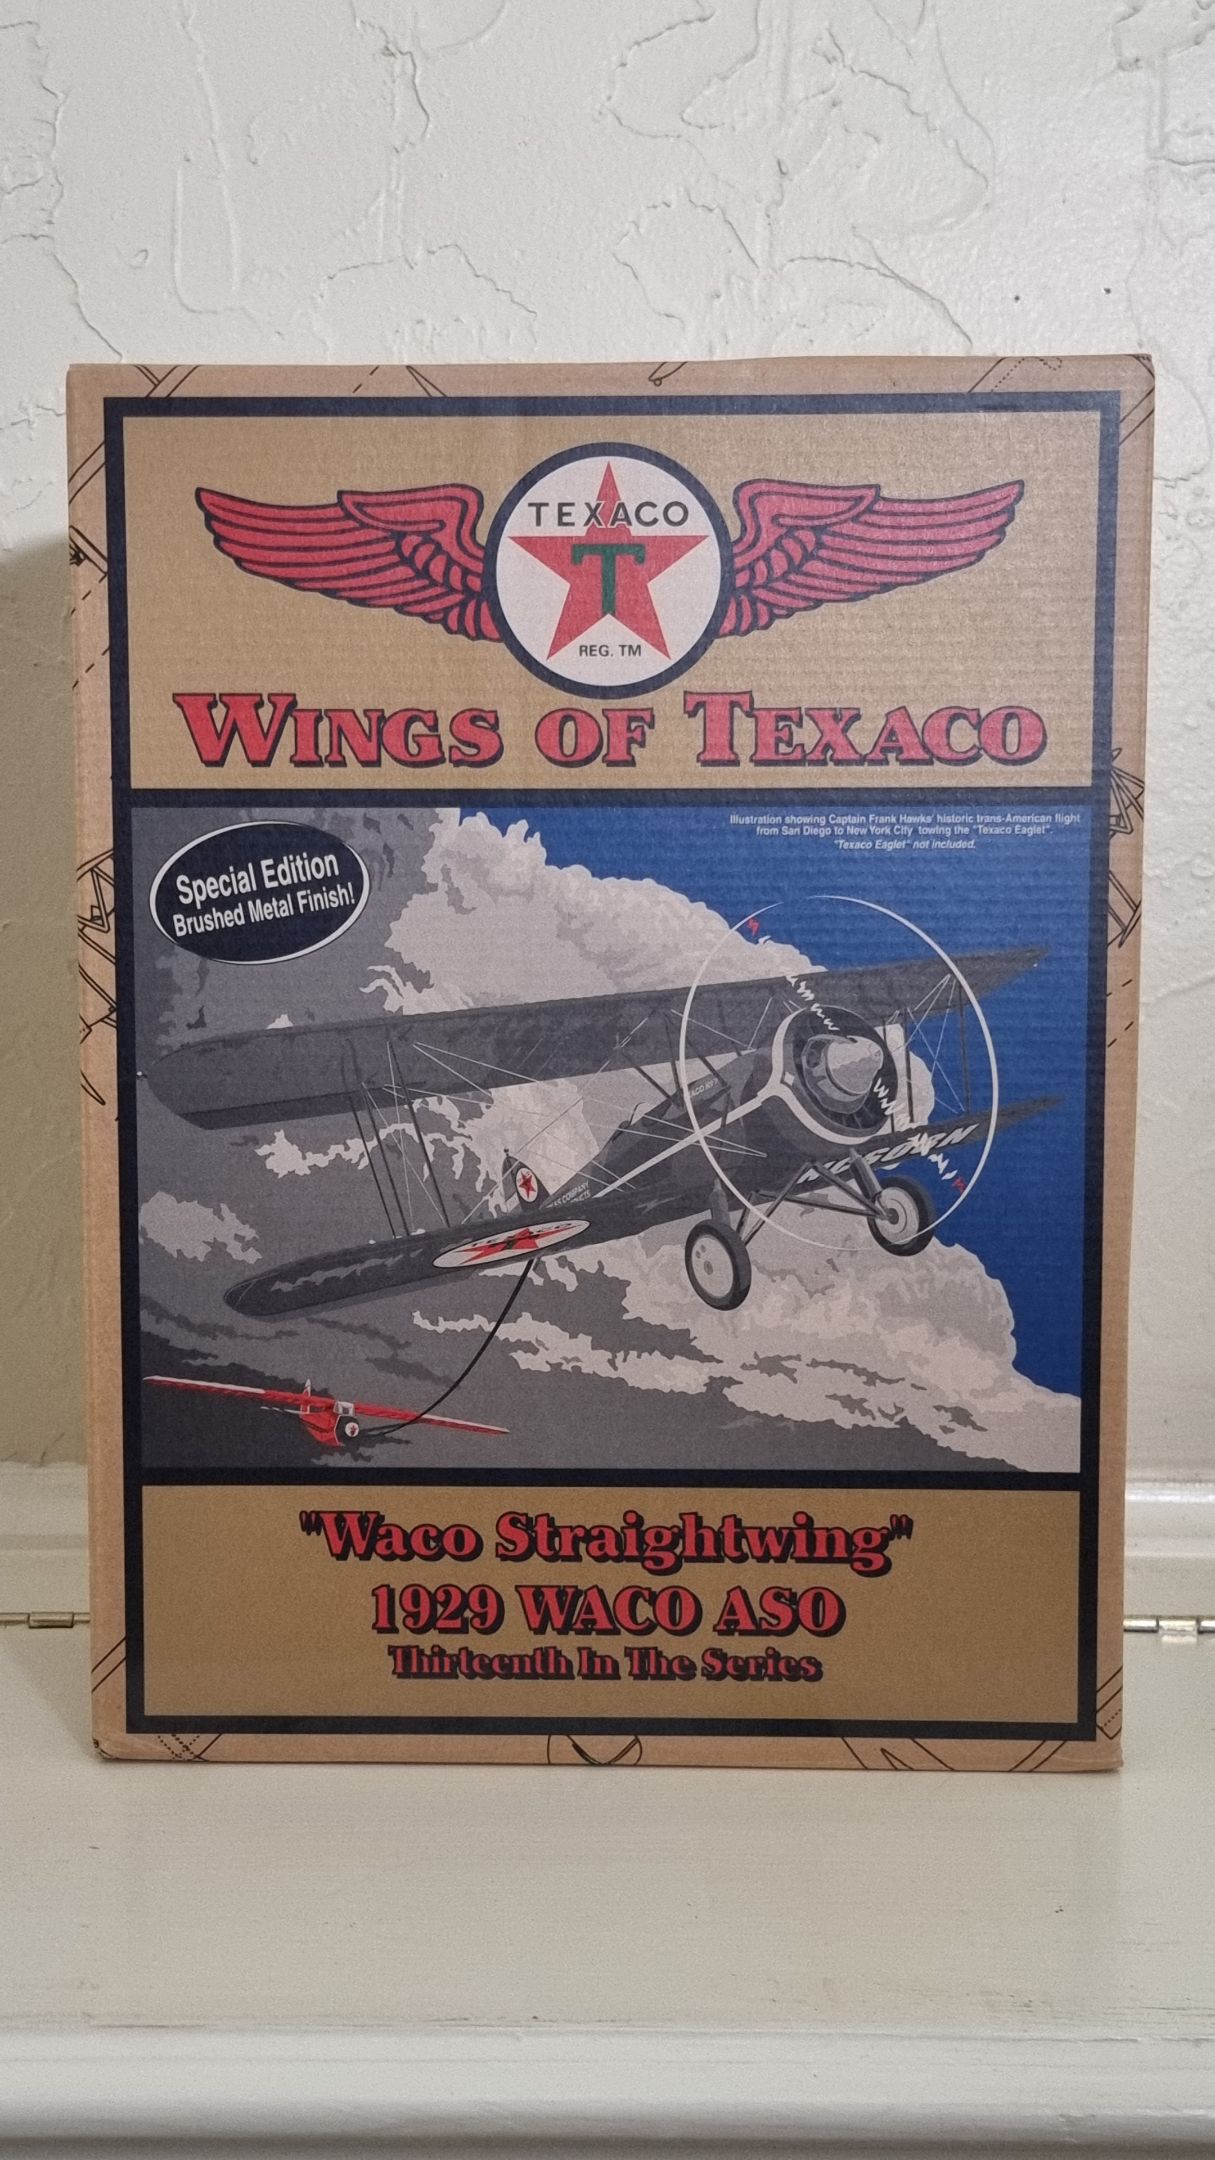 TEXACO
T
REG. TM
WINGS OF TEXACO
Illustration showing Captain Frank Hawks' historic trans-American flight
from San Diego to New York City towing the "Texaco Eaglet".
"Texaco Eaglet" not included.
Special Edition
Brushed Metal Finish!
COMPANY
TEXACO
T
"Waco Straightwing"
1929 WACO ASO
Thirteenth In The Series